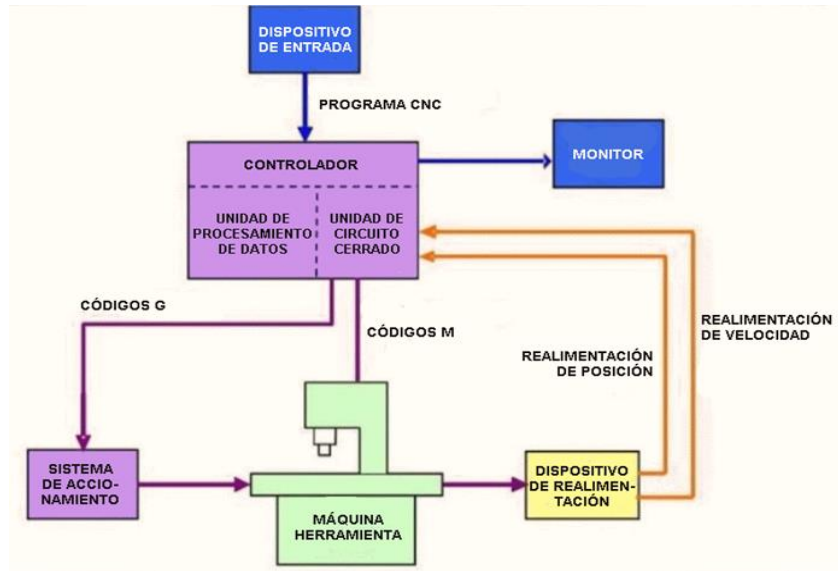 DISPOSITIVO
DE ENTRADA
PROGRAMA CNC
CONTROLADOR
MONITOR
UNIDAD DE
PROCESAMIENTO
DE DATOS
UNIDAD DE
CIRCUITO
CERRADO
CÓDIGOS G
CÓDIGOS M
REALIMENTACIÓN
DE VELOCIDAD
REALIMENTACIÓN
DE POSICIÓN
SISTEMA
DE ACCIO-
NAMIENTO
MÁQUINA
HERRAMIENTA
DISPOSITIVO
DE REALIMEN-
TACIÓN